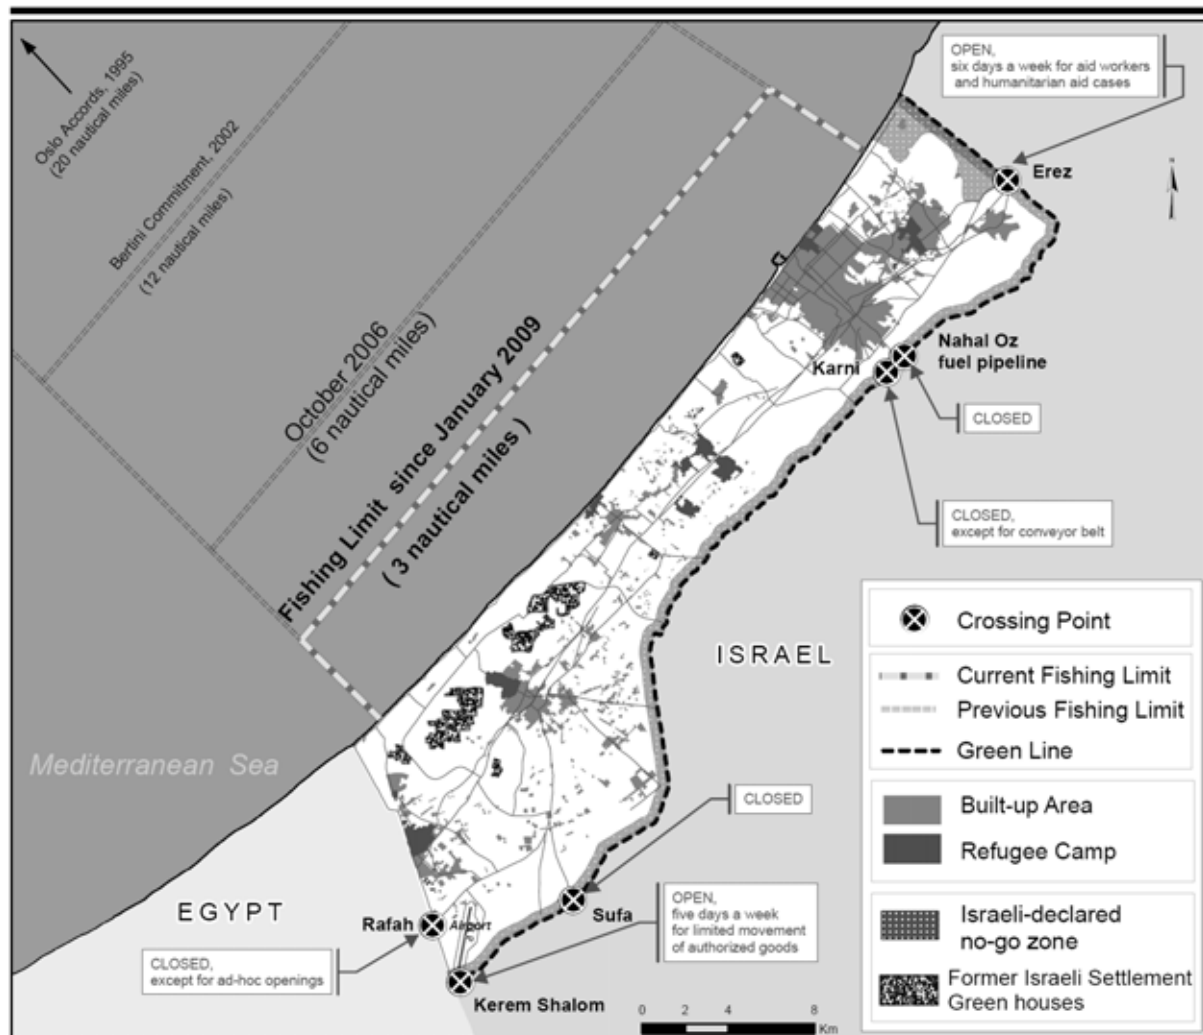 Oslo Accords, 1995
(20 nautical miles)
Bertini Commitment, 2002
(12 nautical miles)
October 2006
(6 nautical miles)
Fishing Limit since January 2009
( 3 nautical miles )
OPEN,
six days a week for aid workers
and humanitarian aid cases
Erez
N
Nahal Oz
fuel pipeline
Karni
CLOSED
CLOSED,
except for conveyor belt
ISRAEL
Mediterranean Sea
CLOSED
EGYPT
Rafah
Airport
Sufa
OPEN,
five days a week
for limited movement
of authorized goods
CLOSED,
except for ad-hoc openings
Kerem Shalom
Crossing Point
Current Fishing Limit
Previous Fishing Limit
Green Line
Built-up Area
Refugee Camp
Israeli-declared
no-go zone
Former Israeli Settlement
Green houses
0 4 8
Km